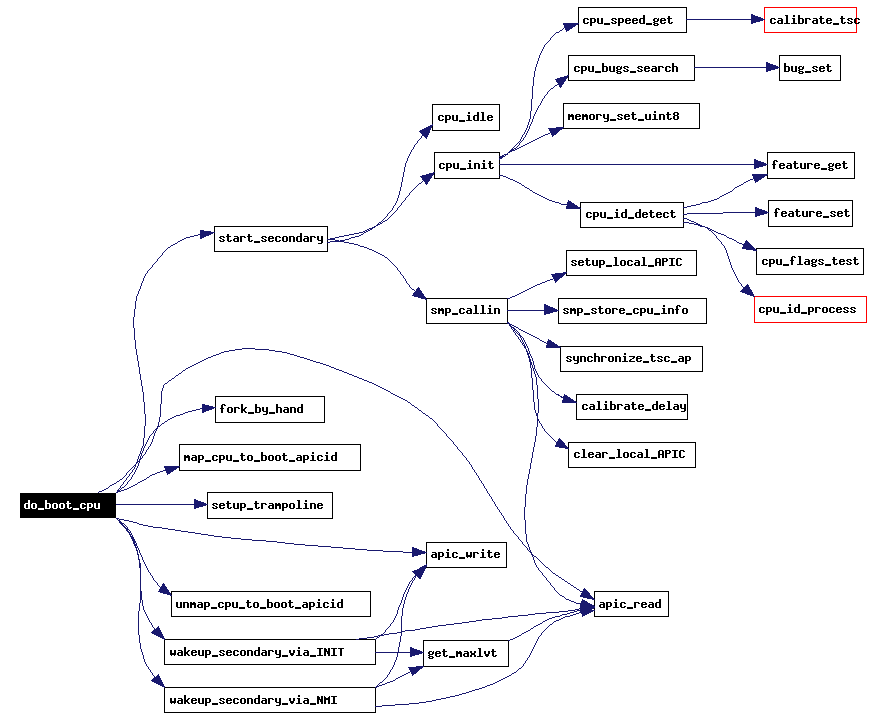 cpu_speed_get
calibrate_tsc
cpu_bugs_search
bug_set
cpu_idle
memory_set_uint8
cpu_init
feature_get
cpu_id_detect
feature_set
start_secondary
cpu_flags_test
setup_local_APIC
smp_callin
smp_store_cpu_info
cpu_id_process
synchronize_tsc_ap
fork_by_hand
calibrate_delay
map_cpu_to_boot_apicid
clear_local_APIC
do_boot_cpu
setup_trampoline
apic_write
unmap_cpu_to_boot_apicid
apic_read
wakeup_secondary_via_INIT
get_maxlvt
wakeup_secondary_via_NMI